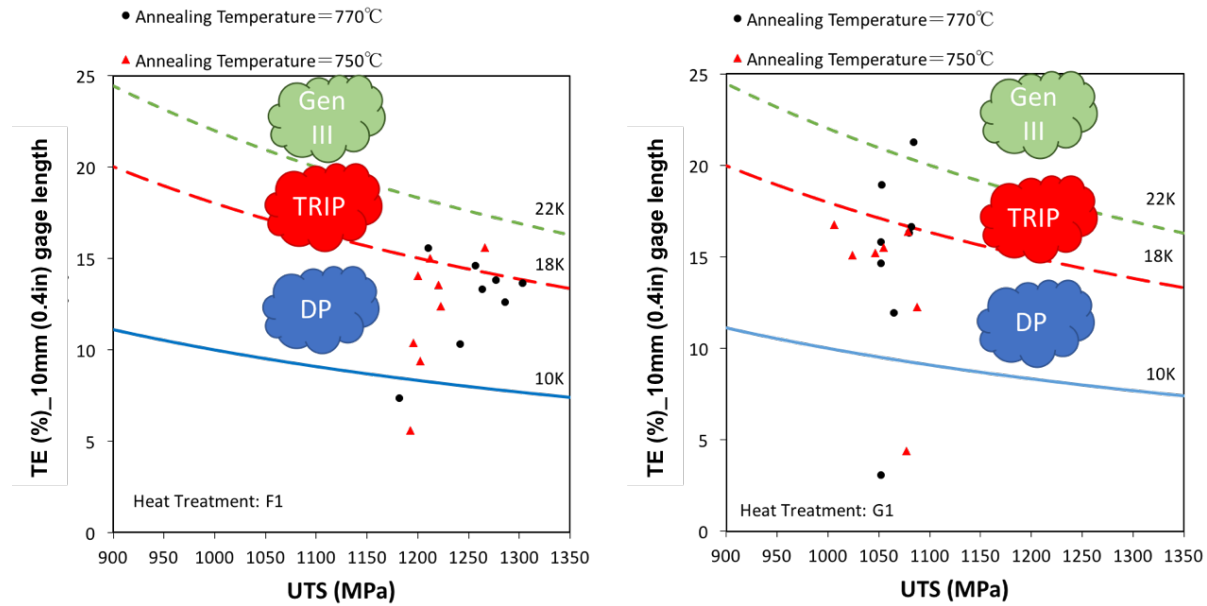 ● Annealing Temperature＝770℃
▲ Annealing Temperature＝750℃
TE (%)_10mm (0.4in) gage length
25
20
15
10
5
0
Gen
III
TRIP
DP
22K
18K
10K
Heat Treatment: F1
900 950 1000 1050 1100 1150 1200 1250 1300 1350
UTS (MPa)
● Annealing Temperature＝770℃
▲ Annealing Temperature＝750℃
TE (%)_10mm (0.4in) gage length
25
20
15
10
5
0
Gen
III
TRIP
DP
22K
18K
10K
Heat Treatment: G1
900 950 1000 1050 1100 1150 1200 1250 1300 1350
UTS (MPa)